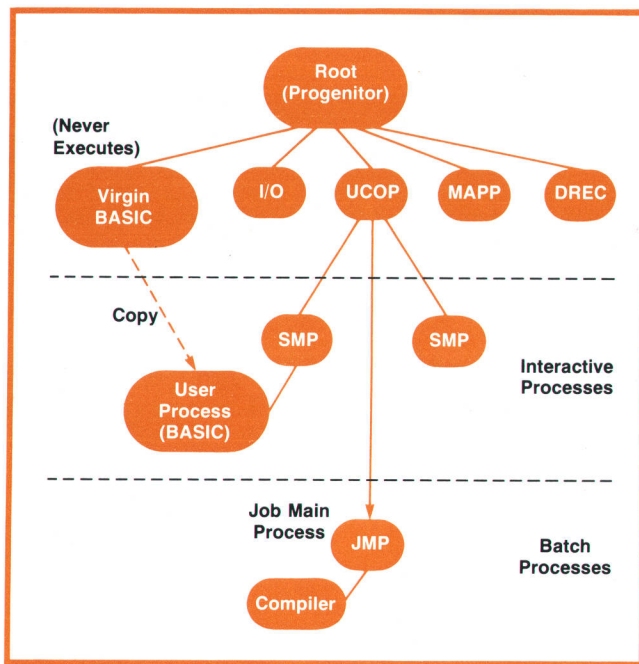 Root
(Progenitor)
(Never
Executes)
Virgin
BASIC
I/O
UCOP
MAPP
DREC
Copy
SMP
SMP
User
Process
(BASIC)
Interactive
Processes
Job Main
Process
JMP
Batch
Processes
Compiler